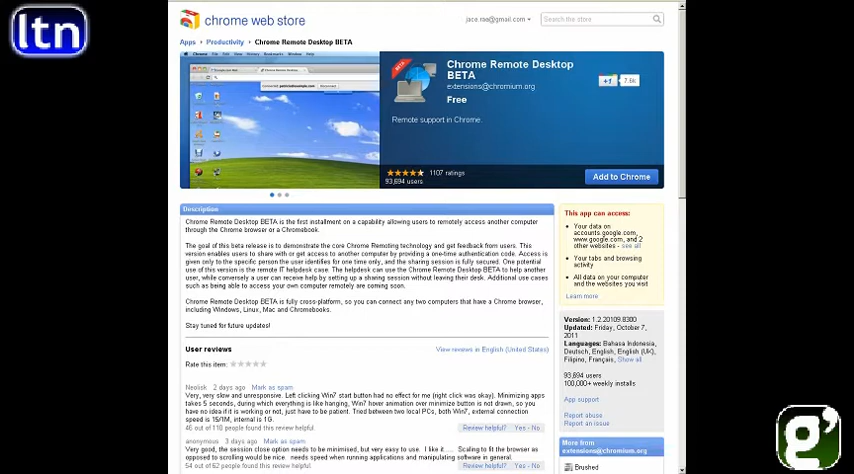 ltn
chrome web store
Search the store
Apps Productivity Chrome Remote Desktop BETA
BETA
Chrome Remote Desktop
BETA
extensions@chromium.org
Free
+1 7.6k
Remote support in Chrome.
1107 ratings
93,694 users
Add to Chrome
Description
Chrome Remote Desktop BETA is the first installment on a capability allowing users to remotely access another computer
through the Chrome browser or a Chromebook.
The goal of this beta release is to demonstrate the core Chrome Remoting technology and get feedback from users. This
version enables users to share with or get access to another computer by providing a one-time authentication code. Access is
given only to the specific person the user identifies for one time only, and the sharing session is fully secured. One potential
use of this version is the remote IT helpdesk case. The helpdesk can use the Chrome Remote Desktop BETA to help another
user, while conversely a user can receive help by setting up a sharing session without leaving their desk. Additional use cases
such as being able to access your own computer remotely are coming soon.
Chrome Remote Desktop BETA is fully cross-platform, so you can connect any two computers that have a Chrome browser,
including Windows, Linux, Mac and Chromebooks.
Stay tuned for future updates!
User reviews
View reviews in English (United States)
Rate this item:
Neolisk 2 days ago Mark as spam
Very, very slow and unresponsive. Left clicking Win7 start button had no effect for me (right click was okay). Minimizing apps
takes 5 seconds, during which everything is like hanging, Win7 hover animation over minimize button is not drawn, so you
have no idea if it is working or not, just have to be patient. Tried between two local PCs, both Win7, external connection
speed is 15/1M, internal is 1G.
46 out of 118 people found this review helpful
Review helpful? Yes - No
anonymous 3 days ago Mark as spam
Very good, the session close option needs to be minimised, but very easy to use. I like it .... Scaling to fit the browser as
opposed to scrolling would be nice. needs speed when running applications and manipulating software in general.
54 out of 62 people found this review helpful.
Review helpful? Yes - No
This app can access:
Your data on
accounts.google.com,
www.google.com, and 2
other websites - see all
Your tabs and browsing
activity
All data on your computer
and the websites you visit
Learn more
Version: 1.2.20109.8300
Updated: Friday, October 7,
2011
Languages: Bahasa Indonesia,
Deutsch, English, English (UK),
Filipino, Français, Show all
93,694 users
100,000+ weekly installs
App support
Report abuse
Report an issue
More from
extensions@chromium.org
Brushed
g'